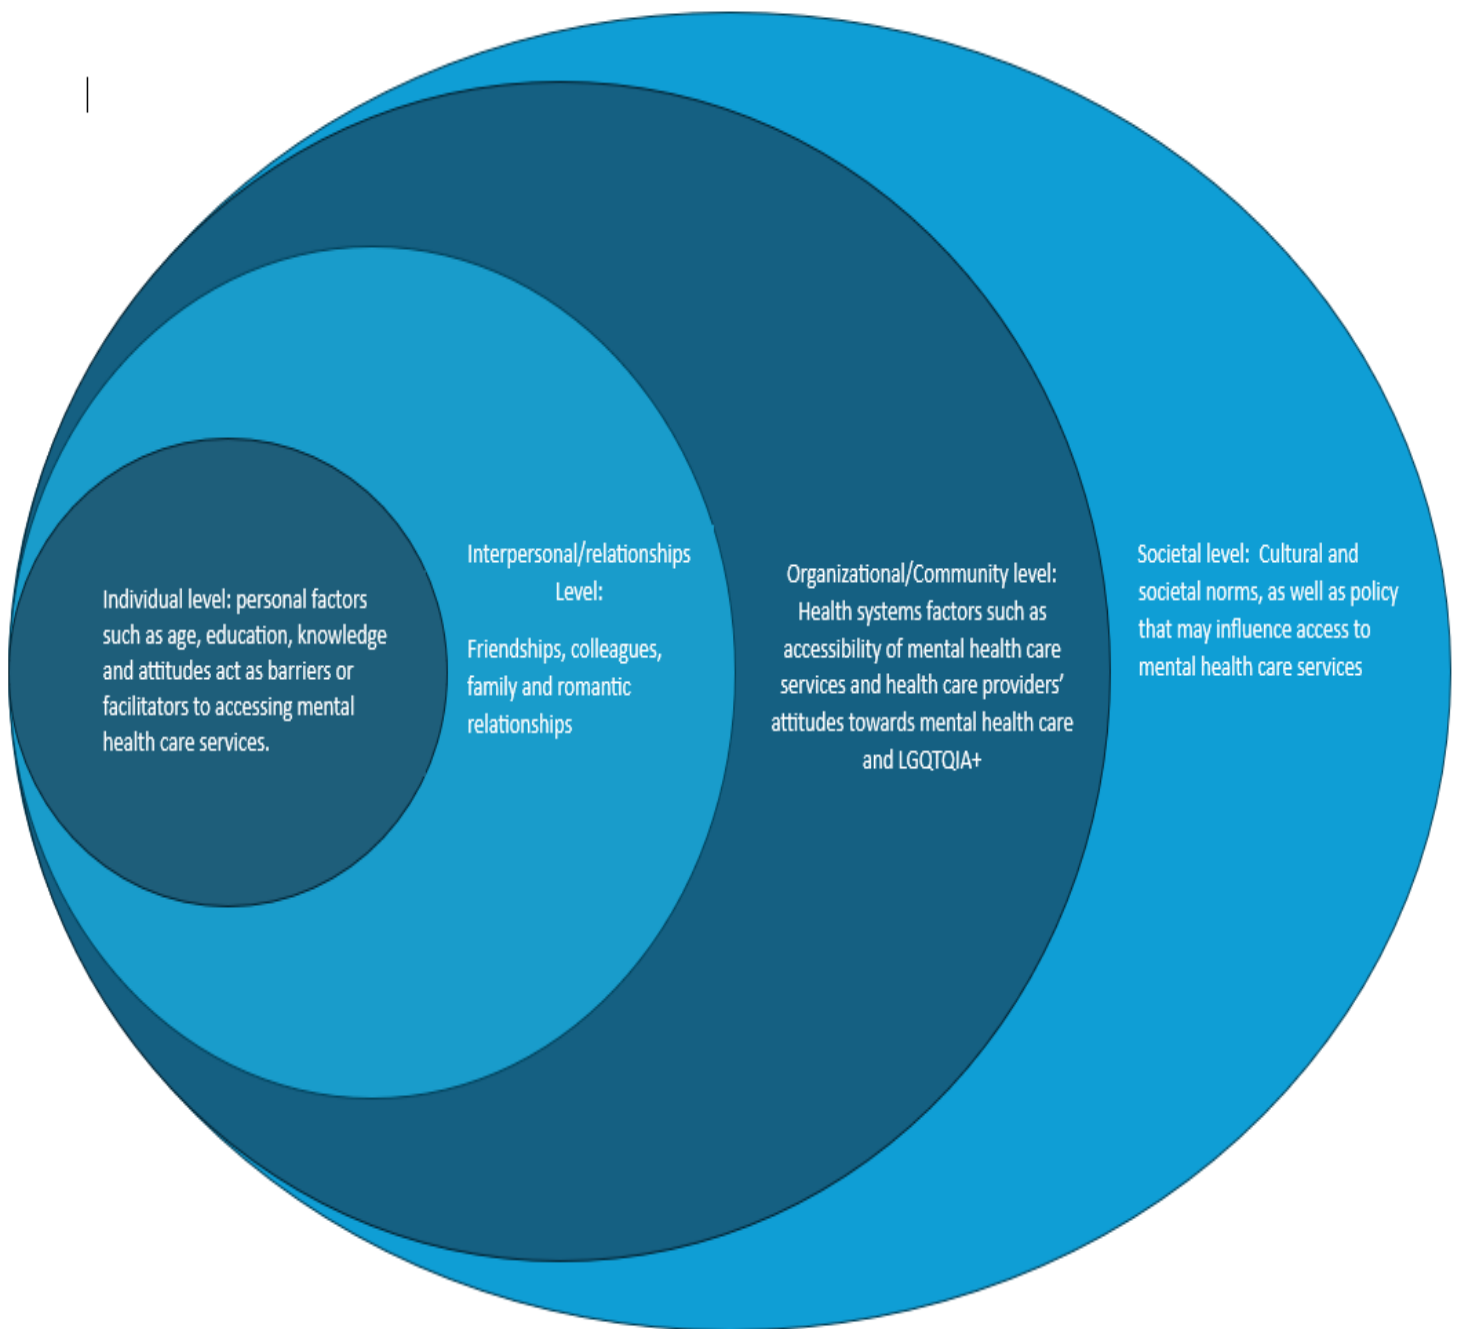 Individual level: personal factors
such as age, education, knowledge
and attitudes act as barriers or
facilitators to accessing mental
health care services.
Interpersonal/relationships
Level:
Friendships, colleagues,
family and romantic
relationships
Organizational/Community level:
Health systems factors such as
accessibility of mental health care
services and health care providers’
attitudes towards mental health care
and LGQTQIA+
Societal level:  Cultural and
societal norms, as well as policy
that may influence access to
mental health care services